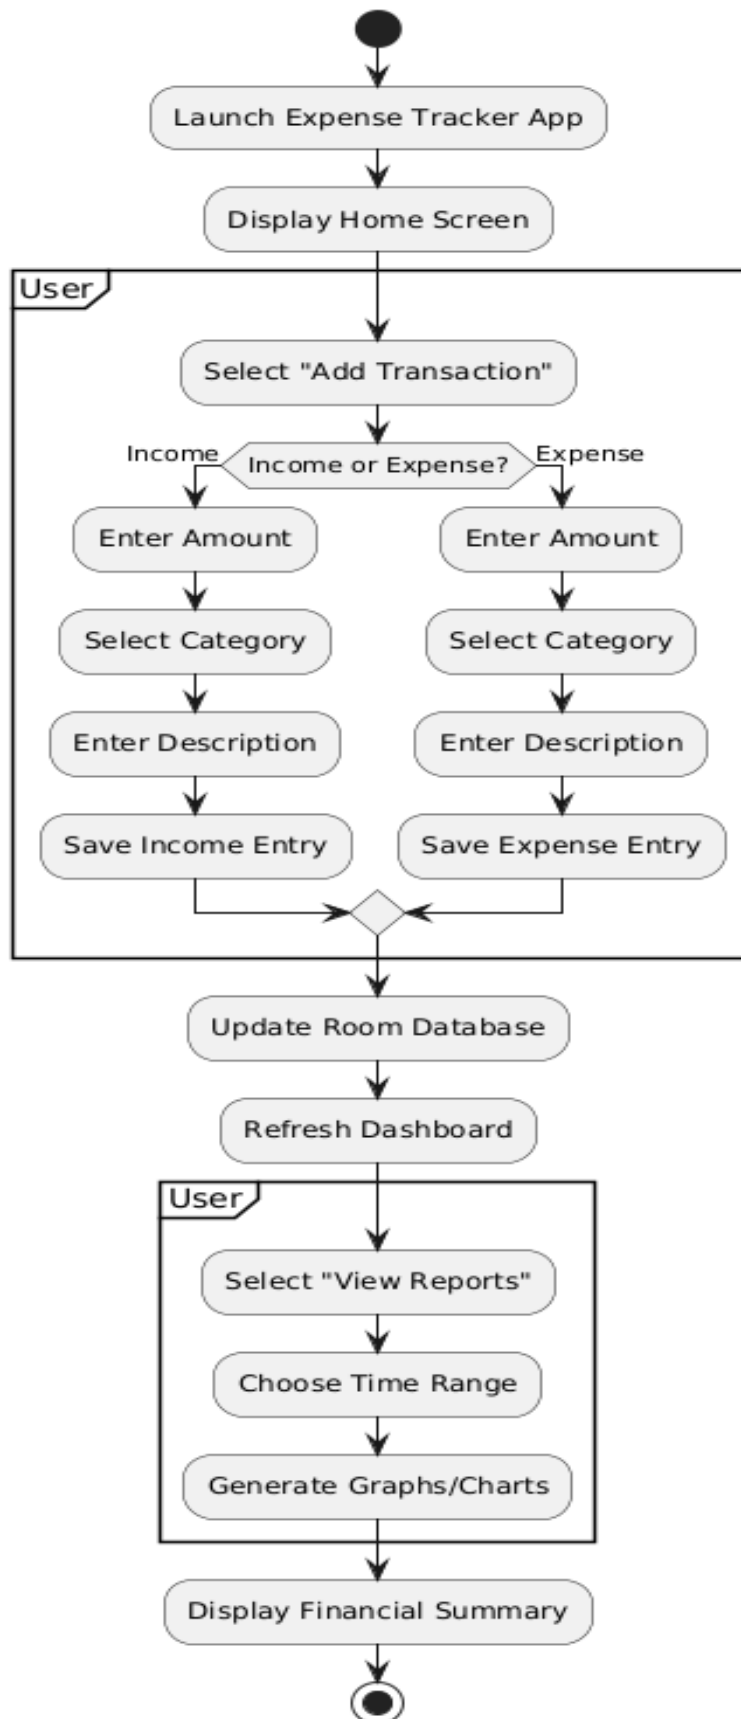 Launch Expense Tracker App
Display Home Screen
User
Select "Add Transaction"
Income
Income or Expense?
Expense
Enter Amount
Enter Amount
Select Category
Select Category
Enter Description
Enter Description
Save Income Entry
Save Expense Entry
Update Room Database
Refresh Dashboard
User
Select "View Reports"
Choose Time Range
Generate Graphs/Charts
Display Financial Summary